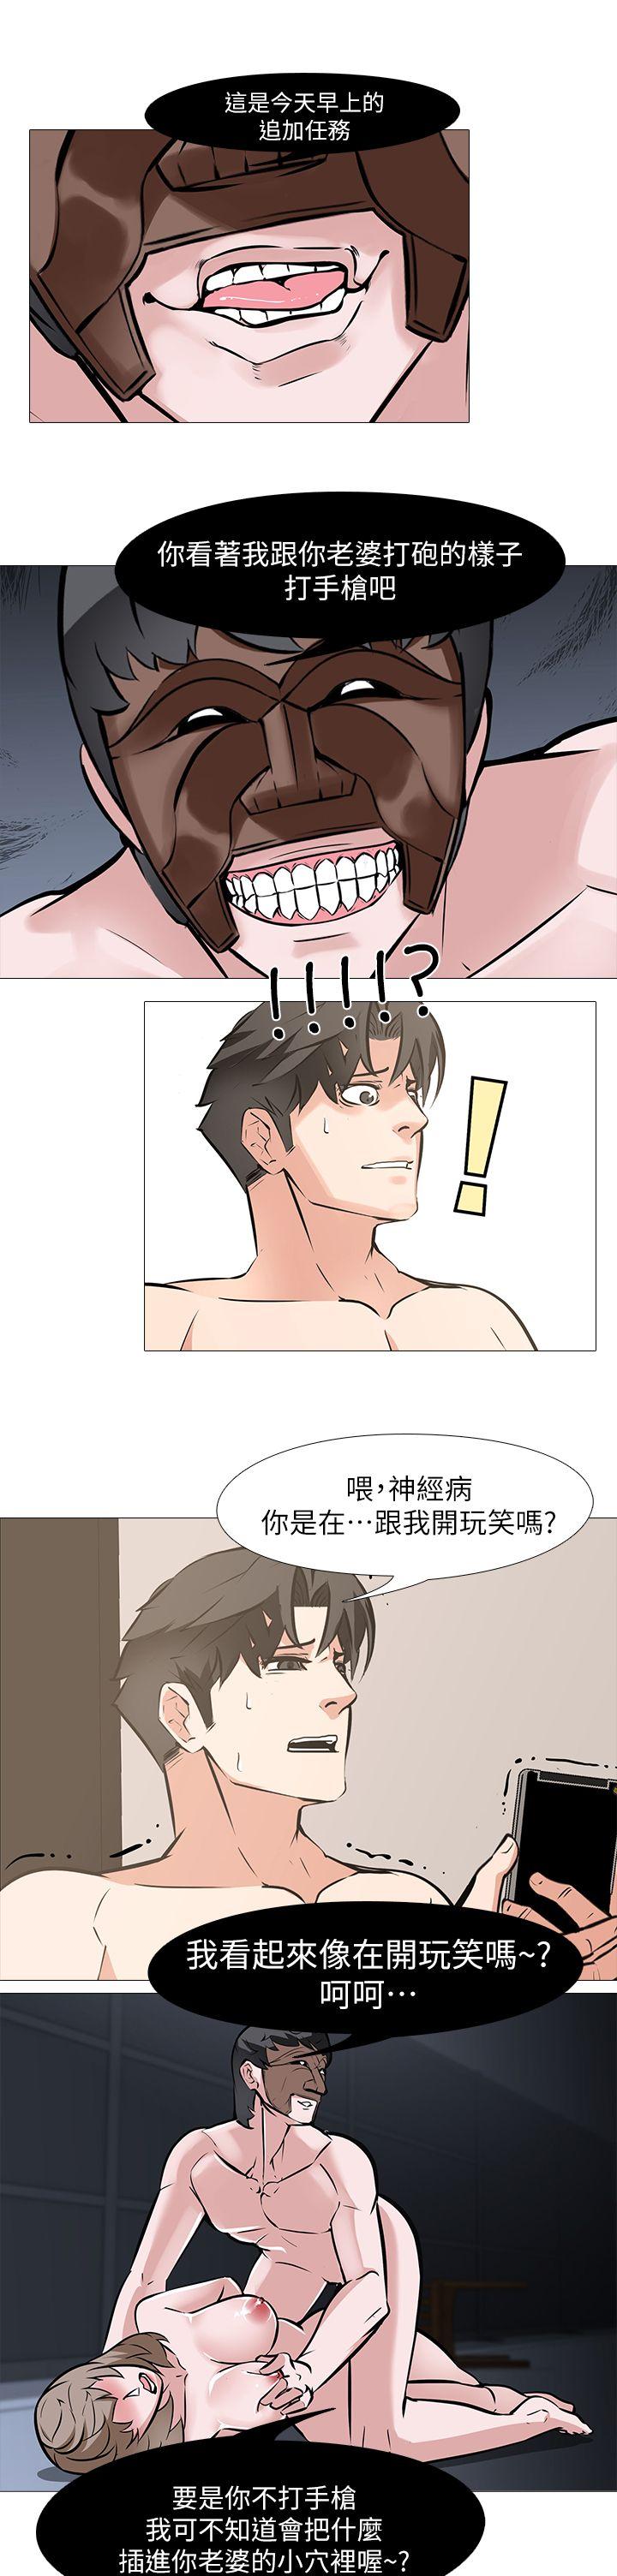 這是今天早上的
追加任務
你看著我跟你老婆打砲的樣子
打手槍吧
!!!!?
!
喂,神經病
你是在…跟我開玩笑嗎?
我看起來像在開玩笑嗎~?
呵呵…
要是你不打手槍
我可不知道會把什麼
插進你老婆的小穴裡喔~?